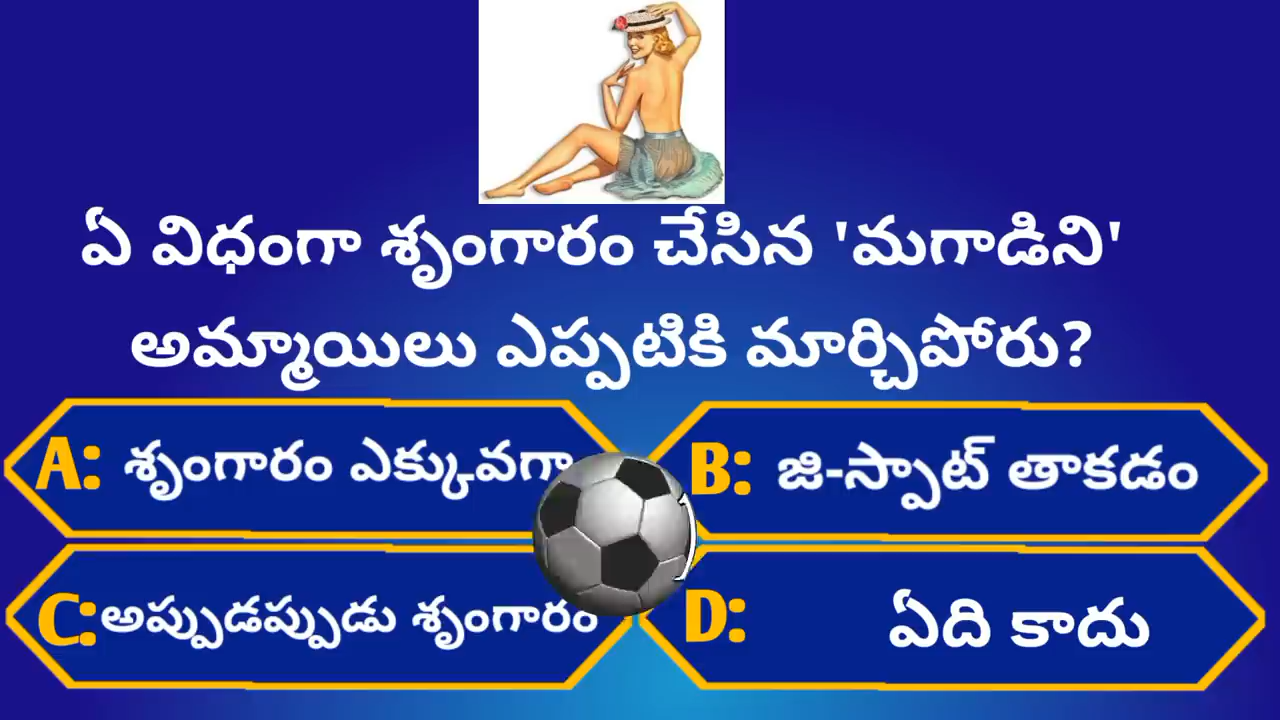 ఏ విధంగా శృంగారం చేసిన 'మగాడిని'
అమ్మాయిలు ఎప్పటికి మార్చిపోరు?
A: శృంగారం ఎక్కువగా
B: జి-స్పాట్ తాకడం
C: అప్పుడప్పుడు శృంగారం
D: ఏది కాదు